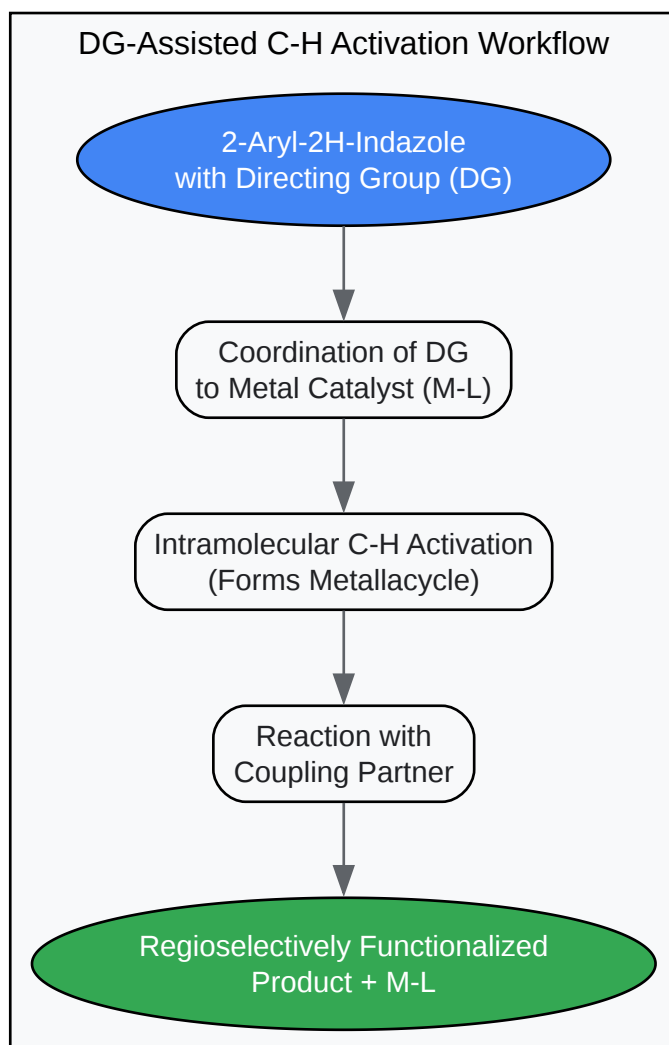 DG-Assisted C-H Activation Workflow
2-Aryl-2H-Indazole
with Directing Group (DG)
Coordination of DG
to Metal Catalyst (M-L)
Intramolecular C-H Activation
(Forms Metallacycle)
Reaction with
Coupling Partner
Regioselectively Functionalized
Product + M-L